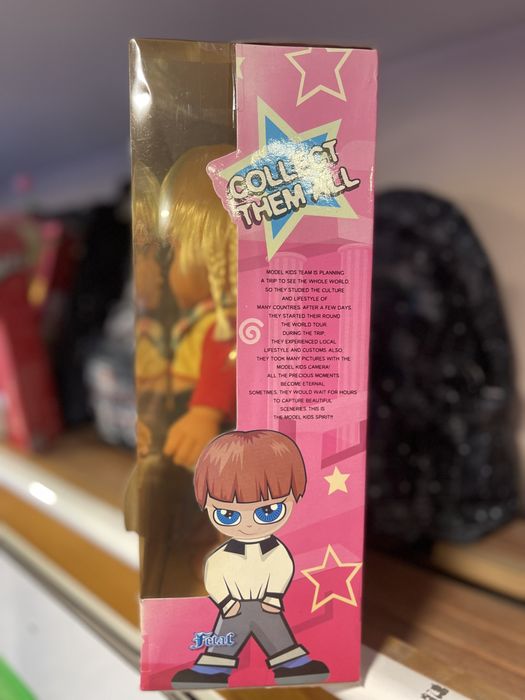 COLLECT
THEM ALL
MODEL KIDS TEAM IS PLANNING
A TRIP TO SEE THE WHOLE WORLD,
SO THEY STUDED THE CULTURE
AND LIFESTYLE OF
MANY COUNTRIES. AFTER A FEW DAYS,
THEY STARTED THEIR ROUND
THE WORLD TOUR
DURING THE TRIP,
THEY EXPERIENCED LOCAL
LIFESTYLE AND CUSTOMS ALSO,
THEY TOOK MANY PICTURES WITH THE
MODEL KIDS CAMERA!
ALL THE PRECIOUS MOMENTS
BECOME ETERNAL.
SOMETIMES, THEY WOULD WAIT FOR HOURS
TO CAPTURE BEAUTIFUL
SCENERIES. THIS IS
THE MODEL KIDS SPIRIT!!
Fetal